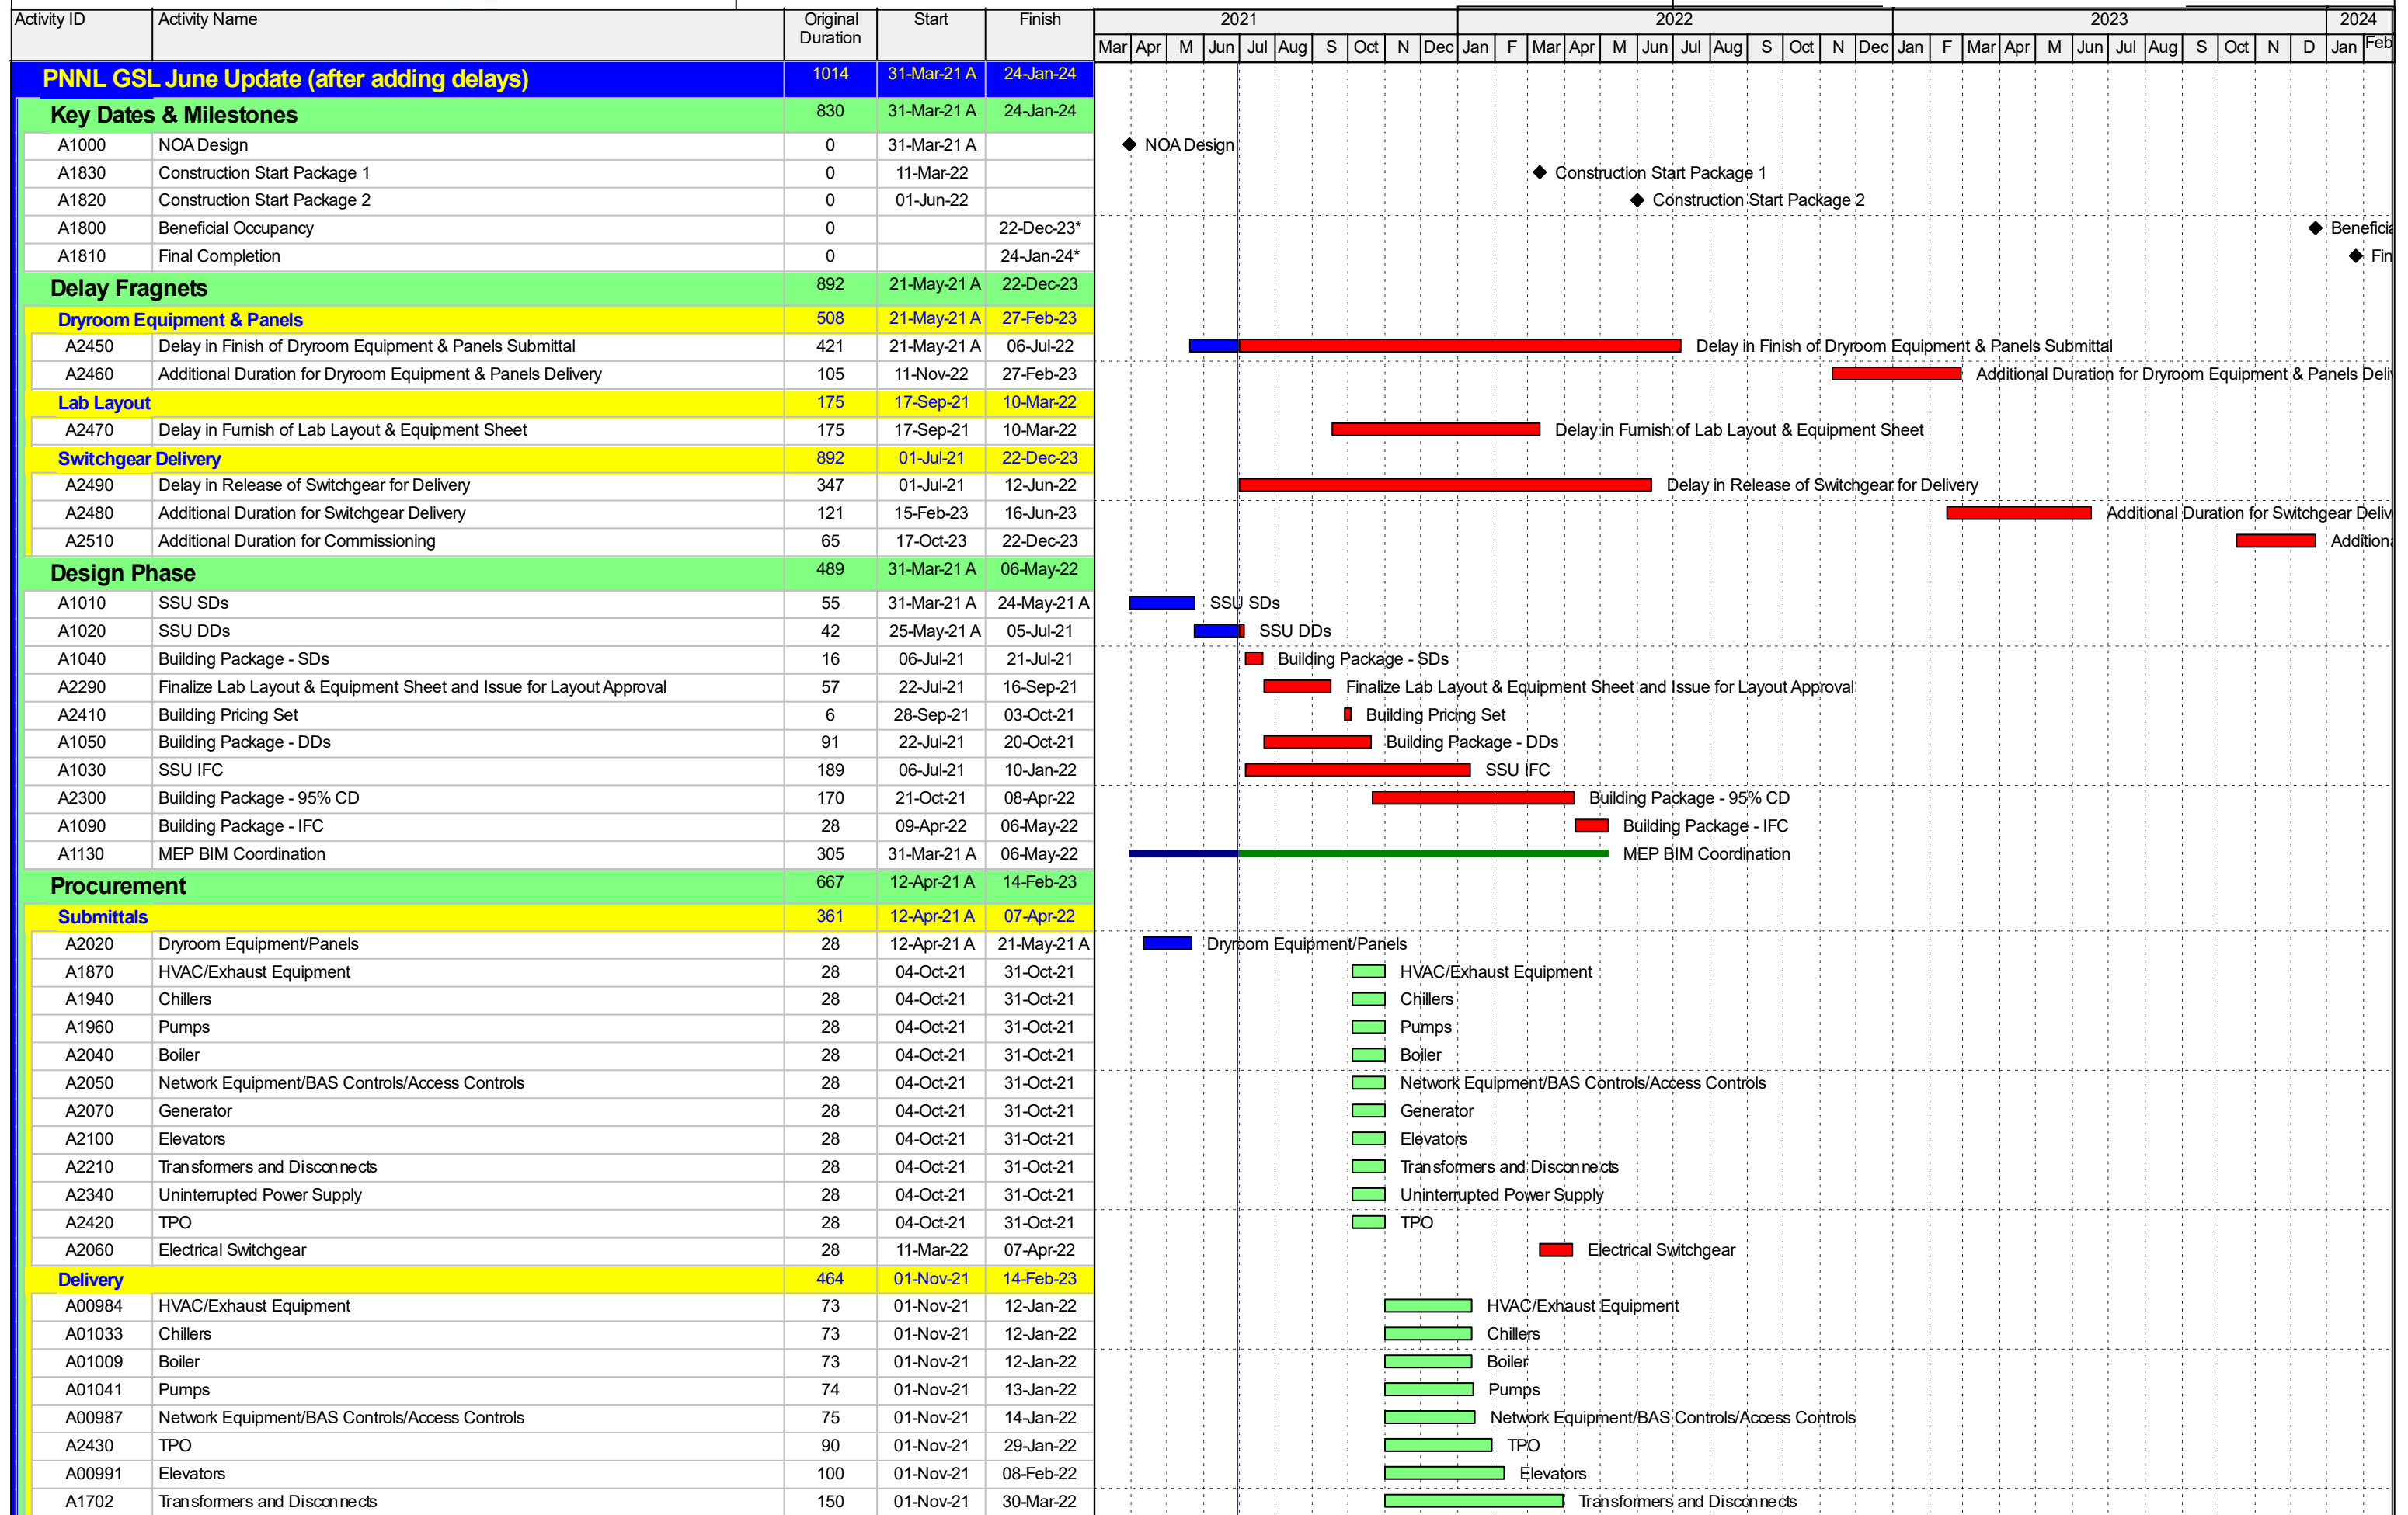 Activity ID Activity Name Original Duration Start Finish 2021 2022 2023 2024
Mar Apr M Jun Jul Aug S Oct N Dec Jan F Mar Apr M Jun Jul Aug S Oct N Dec Jan F Mar Apr M Jun Jul Aug S Oct N D Jan Feb
PNNL GSL June Update (after adding delays) 1014 31-Mar-21 A 24-Jan-24
Key Dates & Milestones 830 31-Mar-21 A 24-Jan-24
A1000 NOA Design 0 31-Mar-21 A NOA Design
A1830 Construction Start Package 1 0 11-Mar-22 Construction Start Package 1
A1820 Construction Start Package 2 0 01-Jun-22 Construction Start Package 2
A1800 Beneficial Occupancy 0 22-Dec-23* Beneficia
A1810 Final Completion 0 24-Jan-24* Fin
Delay Fragnets 892 21-May-21 A 22-Dec-23
Dryroom Equipment & Panels 508 21-May-21 A 27-Feb-23
A2450 Delay in Finish of Dryroom Equipment & Panels Submittal 421 21-May-21 A 06-Jul-22 Delay in Finish of Dryroom Equipment & Panels Submittal
A2460 Additional Duration for Dryroom Equipment & Panels Delivery 105 11-Nov-22 27-Feb-23 Additional Duration for Dryroom Equipment & Panels Deliv
Lab Layout 175 17-Sep-21 10-Mar-22
A2470 Delay in Furnish of Lab Layout & Equipment Sheet 175 17-Sep-21 10-Mar-22 Delay in Furnish of Lab Layout & Equipment Sheet
Switchgear Delivery 892 01-Jul-21 22-Dec-23
A2490 Delay in Release of Switchgear for Delivery 347 01-Jul-21 12-Jun-22 Delay in Release of Switchgear for Delivery
A2480 Additional Duration for Switchgear Delivery 121 15-Feb-23 16-Jun-23 Additional Duration for Switchgear Deliv
A2510 Additional Duration for Commissioning 65 17-Oct-23 22-Dec-23 Additiona
Design Phase 489 31-Mar-21 A 06-May-22
A1010 SSU SDs 55 31-Mar-21 A 24-May-21 A SSU SDs
A1020 SSU DDs 42 25-May-21 A 05-Jul-21 SSU DDs
A1040 Building Package - SDs 16 06-Jul-21 21-Jul-21 Building Package - SDs
A2290 Finalize Lab Layout & Equipment Sheet and Issue for Layout Approval 57 22-Jul-21 16-Sep-21 Finalize Lab Layout & Equipment Sheet and Issue for Layout Approval
A2410 Building Pricing Set 6 28-Sep-21 03-Oct-21 Building Pricing Set
A1050 Building Package - DDs 91 22-Jul-21 20-Oct-21 Building Package - DDs
A1030 SSU IFC 189 06-Jul-21 10-Jan-22 SSU IFC
A2300 Building Package - 95% CD 170 21-Oct-21 08-Apr-22 Building Package - 95% CD
A1090 Building Package - IFC 28 09-Apr-22 06-May-22 Building Package - IFC
A1130 MEP BIM Coordination 305 31-Mar-21 A 06-May-22 MEP BIM Coordination
Procurement 667 12-Apr-21 A 14-Feb-23
Submittals 361 12-Apr-21 A 07-Apr-22
A2020 Dryroom Equipment/Panels 28 12-Apr-21 A 21-May-21 A Dryroom Equipment/Panels
A1870 HVAC/Exhaust Equipment 28 04-Oct-21 31-Oct-21 HVAC/Exhaust Equipment
A1940 Chillers 28 04-Oct-21 31-Oct-21 Chillers
A1960 Pumps 28 04-Oct-21 31-Oct-21 Pumps
A2040 Boiler 28 04-Oct-21 31-Oct-21 Boiler
A2050 Network Equipment/BAS Controls/Access Controls 28 04-Oct-21 31-Oct-21 Network Equipment/BAS Controls/Access Controls
A2070 Generator 28 04-Oct-21 31-Oct-21 Generator
A2100 Elevators 28 04-Oct-21 31-Oct-21 Elevators
A2210 Transformers and Disconnects 28 04-Oct-21 31-Oct-21 Transformers and Disconnects
A2340 Uninterrupted Power Supply 28 04-Oct-21 31-Oct-21 Uninterrupted Power Supply
A2420 TPO 28 04-Oct-21 31-Oct-21 TPO
A2060 Electrical Switchgear 28 11-Mar-22 07-Apr-22 Electrical Switchgear
Delivery 464 01-Nov-21 14-Feb-23
A00984 HVAC/Exhaust Equipment 73 01-Nov-21 12-Jan-22 HVAC/Exhaust Equipment
A01033 Chillers 73 01-Nov-21 12-Jan-22 Chillers
A01009 Boiler 73 01-Nov-21 12-Jan-22 Boiler
A01041 Pumps 74 01-Nov-21 13-Jan-22 Pumps
A00987 Network Equipment/BAS Controls/Access Controls 75 01-Nov-21 14-Jan-22 Network Equipment/BAS Controls/Access Controls
A2430 TPO 90 01-Nov-21 29-Jan-22 TPO
A00991 Elevators 100 01-Nov-21 08-Feb-22 Elevators
A1702 Transformers and Disconnects 150 01-Nov-21 30-Mar-22 Transformers and Disconnects